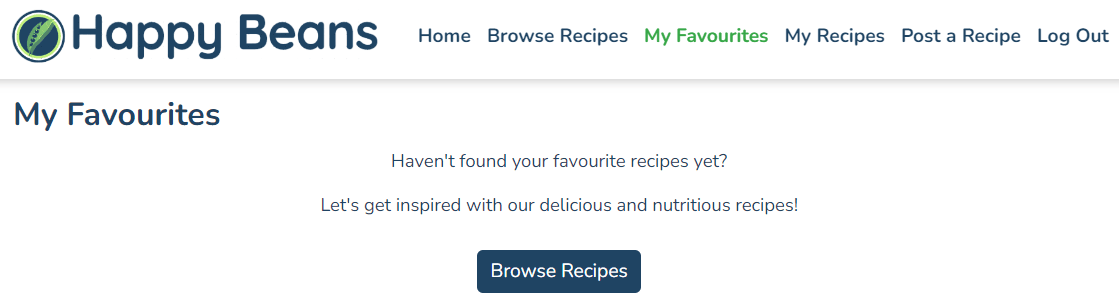 Happy Beans Home Browse Recipes My Favourites My Recipes Post a Recipe Log Out
My Favourites
Haven't found your favourite recipes yet?
Let's get inspired with our delicious and nutritious recipes!
Browse Recipes